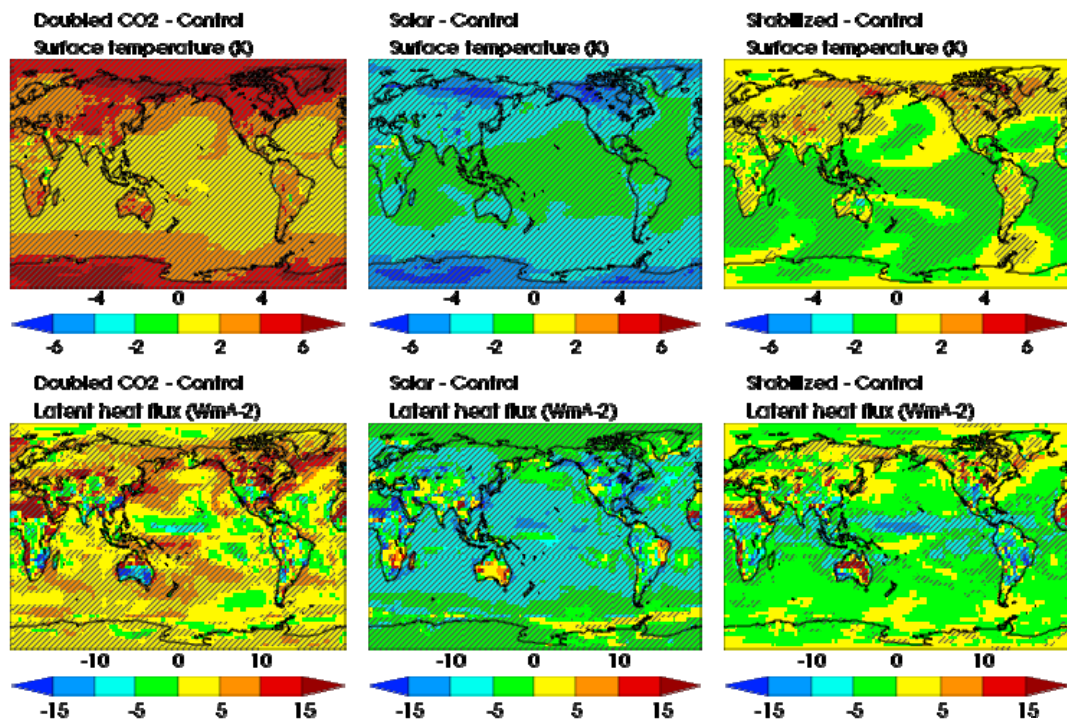 Doubled CO2 - Control
Surface temperature (K)
Solar - Control
Surface temperature (K)
Stabilized - Control
Surface temperature (K)
-4 0 4
-6 -2 2 6
-4 0 4
-6 -2 2 6
-4 0 4
-6 -2 2 6
Doubled CO2 - Control
Latent heat flux (Wm^-2)
Solar - Control
Latent heat flux (Wm^-2)
Stabilized - Control
Latent heat flux (Wm^-2)
-10 0 10
-15 -5 5 15
-10 0 10
-15 -5 5 15
-10 0 10
-15 -5 5 15